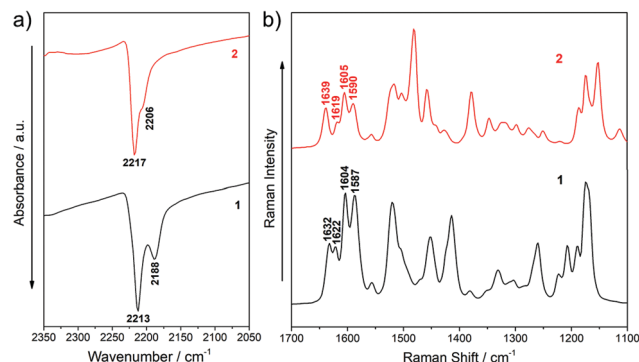 a)
2
2206
2217
1
2188
2213
Absorbance / a.u.
2350 2300 2250 2200 2150 2100 2050
Wavenumber / cm-1
b)
2
1639
1619
1605
1590
1
1632
1622
1604
1587
Raman Intensity
1700 1600 1500 1400 1300 1200 1100
Raman Shift / cm-1